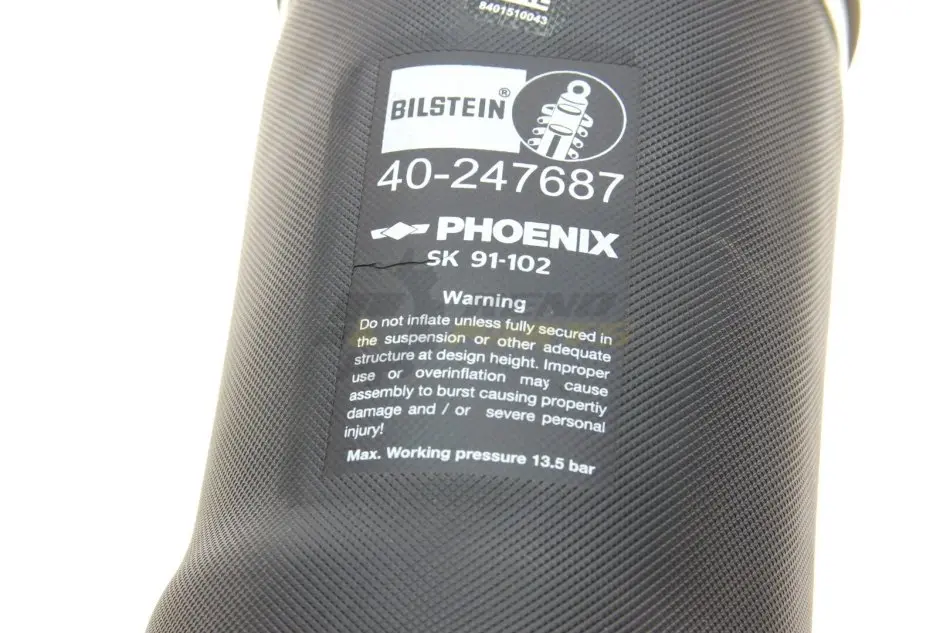 8401510043
BILSTEIN®
40-247687
PHOENIX
SK 91-102
Warning
Do not inflate unless fully secured in
the suspension or other adequate
structure at design height. Improper
use or overinflation may cause
assembly to burst causing propertiy
damage and / or severe personal
injury!
Max. Working pressure 13.5 bar